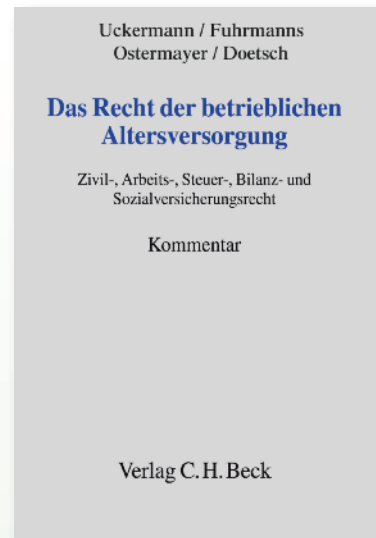 Uckermann / Fuhrmanns
Ostermayer / Doetsch
Das Recht der betrieblichen
Altersversorgung
Zivil-, Arbeits-, Steuer-, Bilanz- und
Sozialversicherungsrecht
Kommentar
Verlag C. H. Beck